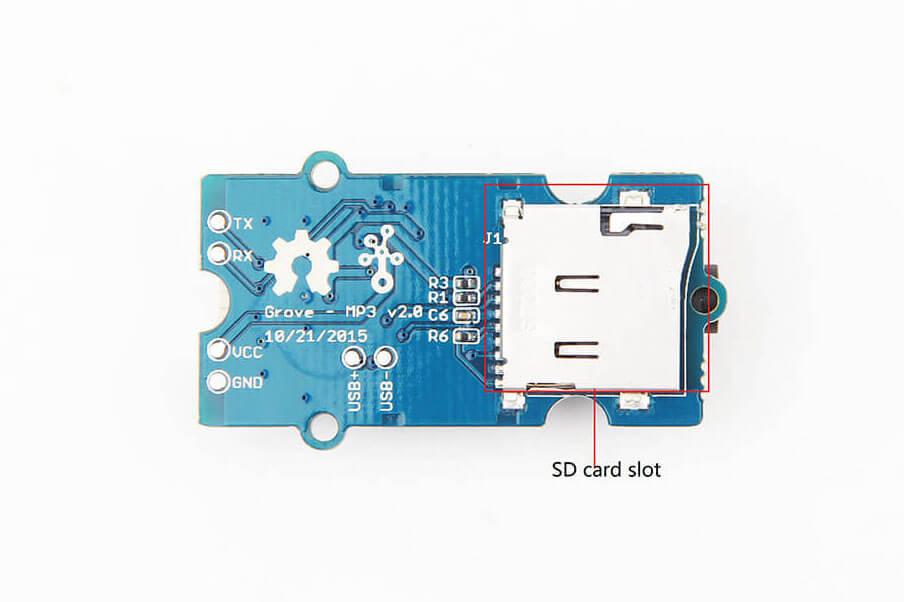 TX
RX
J1
R3
R1
Grove - MP3 v2.0
C6
10/21/2015
R6
VCC
GND
USB+
USB-
SD card slot